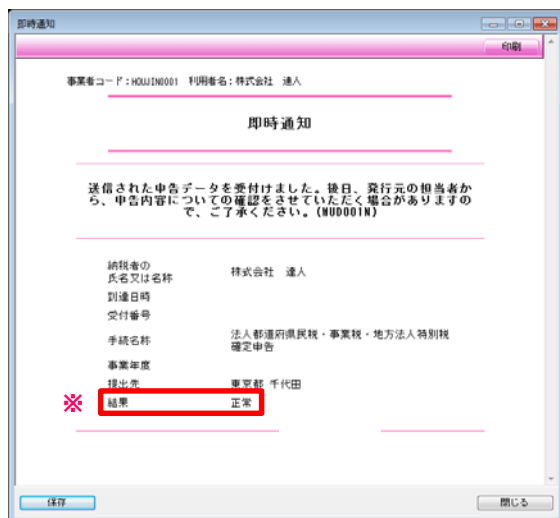 即時通知
印刷
事業者コード:HOUJIN0001 利用者名:株式会社 達人
即時通知
送信された申告データを受付けました。後日、発行元の担当者か
ら、申告内容についての確認をさせていただく場合がありますの
で、ご了承ください。(MUD001N)
納税者の
氏名又は名称 株式会社 達人
到達日時
受付番号
手続名称 法人都道府県民税・事業税・地方法人特別税
確定申告
事業年度
提出先 東京都 千代田
※ 結果 正常
保存 閉じる